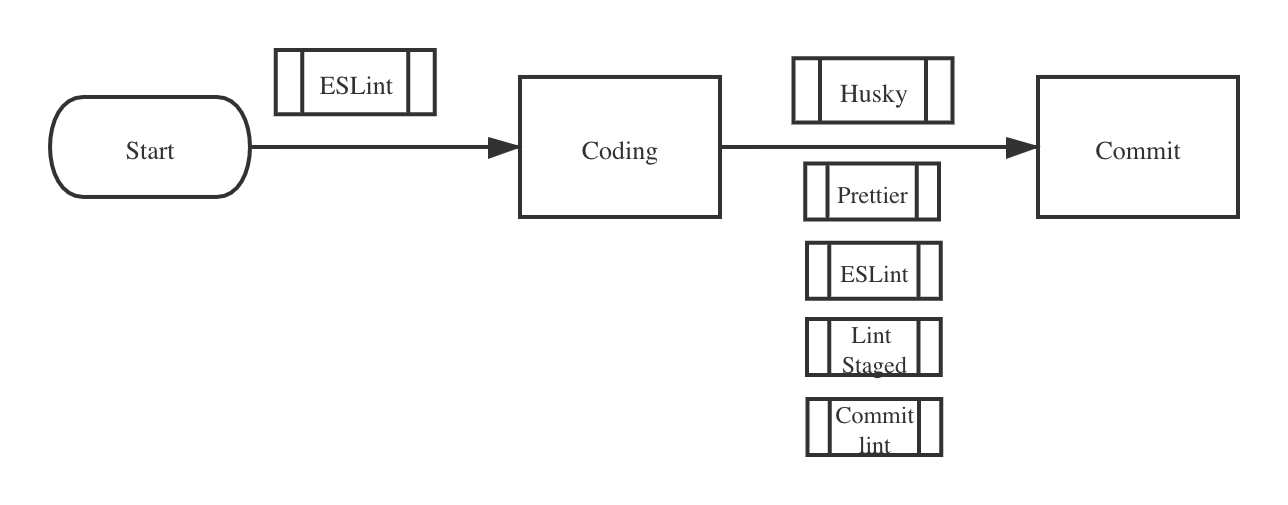 Start
ESLint
Coding
Husky
Commit
Prettier
ESLint
Lint
Staged
Commit
lint